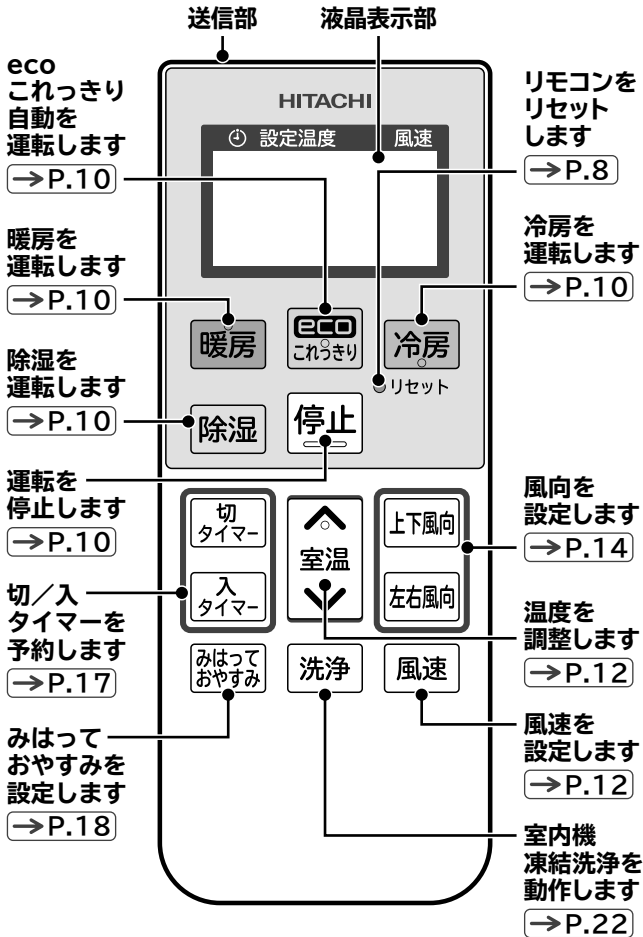 送信部
液晶表示部
eco
これっきり
自動を
運転します
→P.10
暖房を
運転します
→P.10
除湿を
運転します
→P.10
運転を
停止します
→P.10
切／入
タイマーを
予約します
→P.17
みはって
おやすみを
設定します
→P.18
HITACHI
設定温度 風速
暖房
eco
これっきり
冷房
リセット
除湿
停止
切
タイマー
入
タイマー
室温
上下風向
左右風向
みはって
おやすみ
洗浄
風速
リモコンを
リセット
します
→P.8
冷房を
運転します
→P.10
風向を
設定します
→P.14
温度を
調整します
→P.12
風速を
設定します
→P.12
室内機
凍結洗浄を
動作します
→P.22